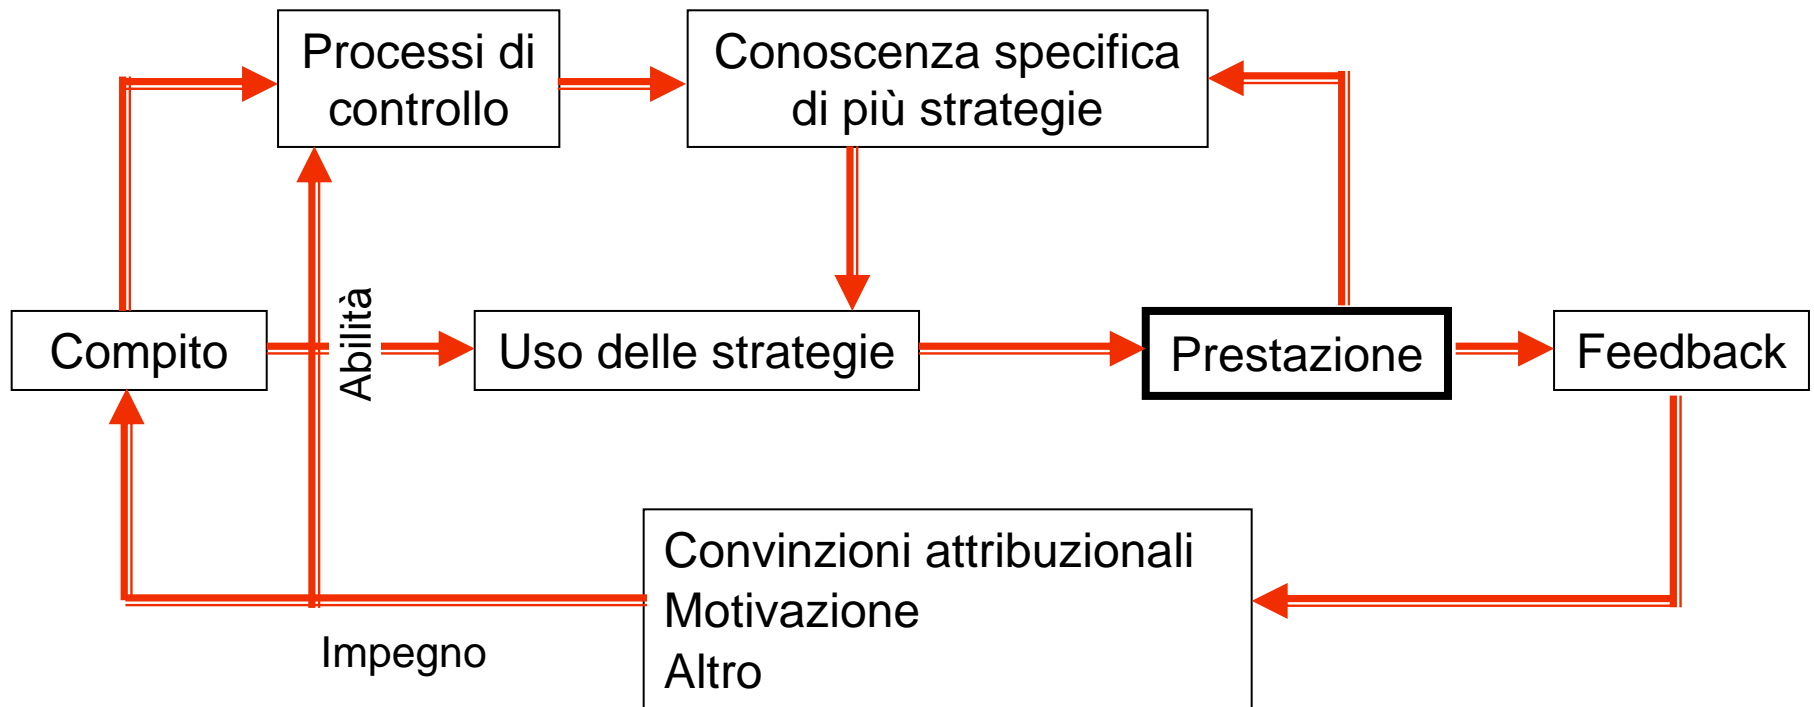 Processi di
controllo
Conoscenza specifica
di più strategie
Compito
Abilità
Uso delle strategie
Prestazione
Feedback
Convinzioni attribuzionali
Motivazione
Altro
Impegno